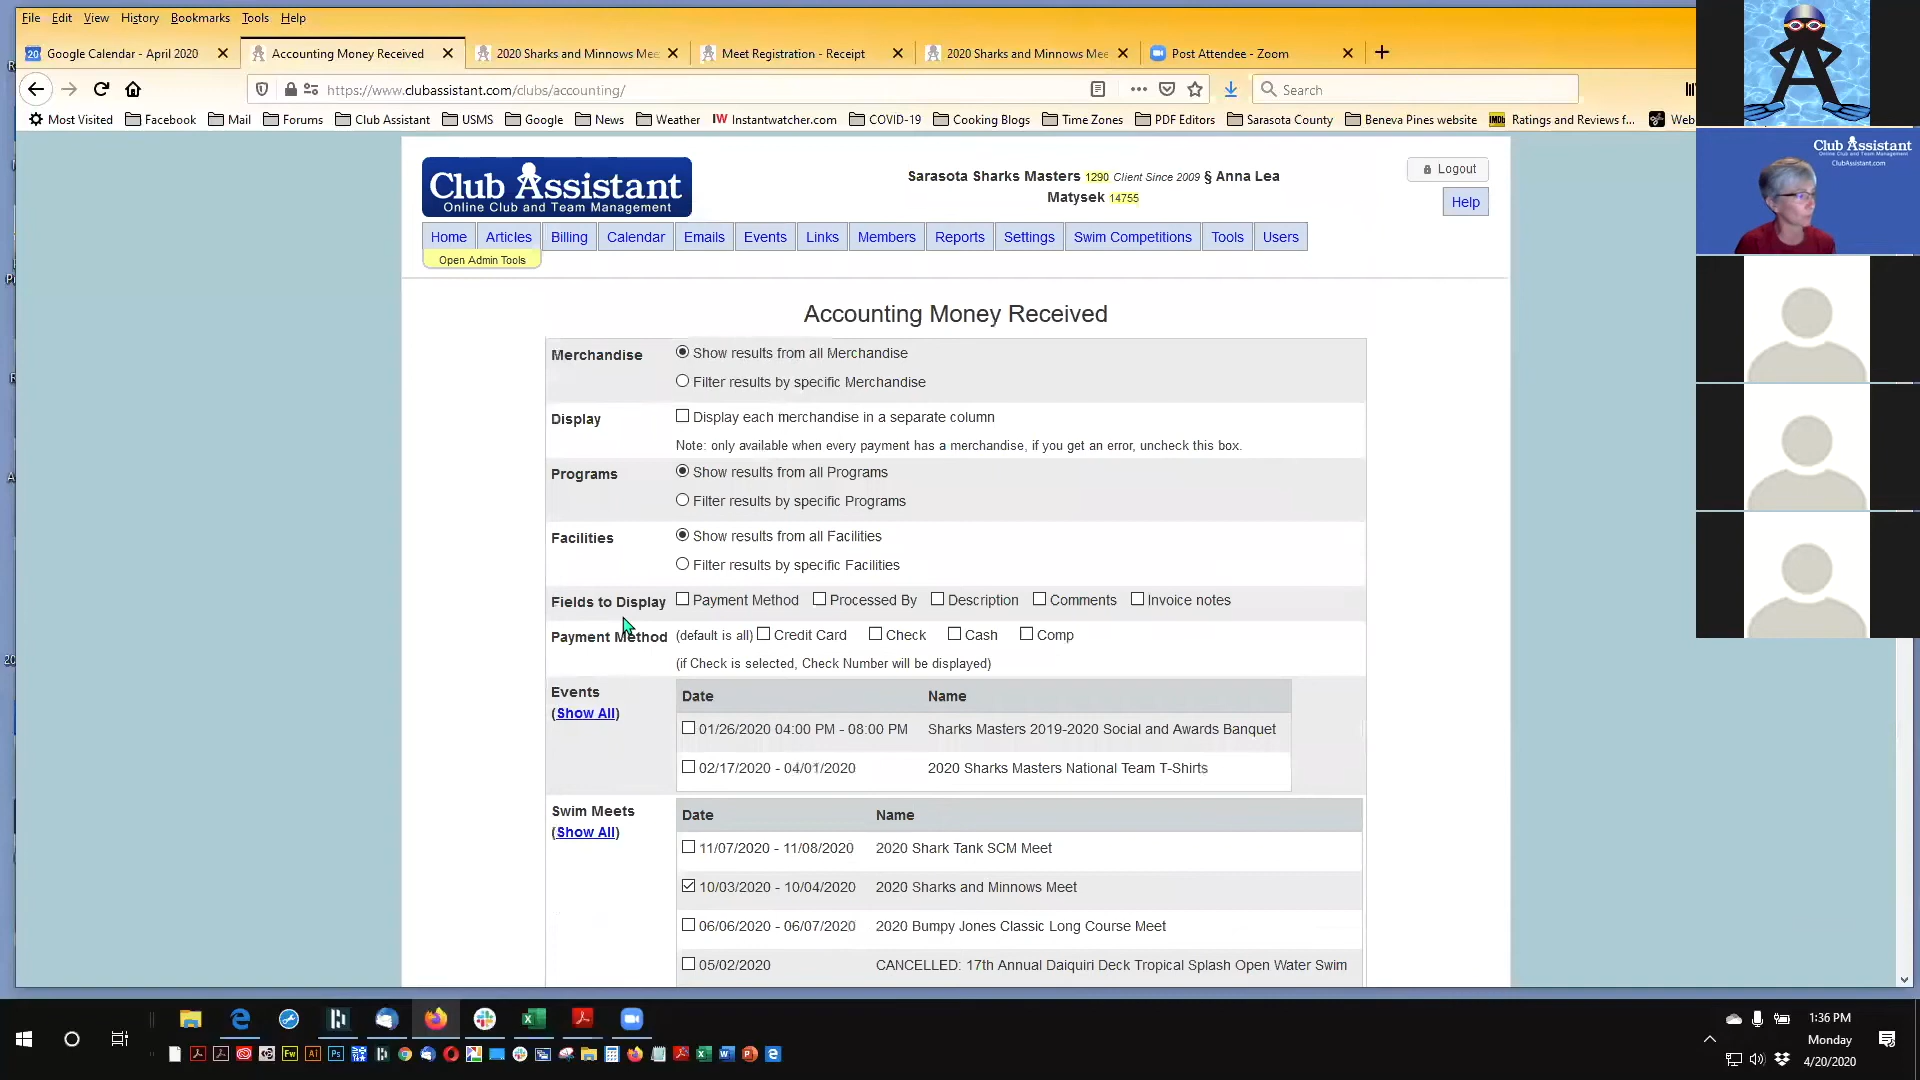 File Edit View History Bookmarks Tools Help
Google Calendar - April 2020
Accounting Money Received
2020 Sharks and Minnows Mee
Meet Registration - Receipt
2020 Sharks and Minnows Mee
Post Attendee - Zoom
https://www.clubassistant.com/clubs/accounting/
Search
Most Visited Facebook Mail Forums Club Assistant USMS Google News Weather IW Instantwatcher.com COVID-19 Cooking Blogs Time Zones PDF Editors Sarasota County Beneva Pines website IMDb Ratings and Reviews f... Web
Club Assistant
Online Club and Team Management
Sarasota Sharks Masters 1290 Client Since 2009 § Anna Lea
Matysek 14755
Logout
Help
Home Articles Billing Calendar Emails Events Links Members Reports Settings Swim Competitions Tools Users
Open Admin Tools
Accounting Money Received
Merchandise Show results from all Merchandise
Filter results by specific Merchandise
Display Display each merchandise in a separate column
Note: only available when every payment has a merchandise, if you get an error, uncheck this box.
Programs Show results from all Programs
Filter results by specific Programs
Facilities Show results from all Facilities
Filter results by specific Facilities
Fields to Display Payment Method Processed By Description Comments Invoice notes
Payment Method (default is all) Credit Card Check Cash Comp
(if Check is selected, Check Number will be displayed)
Events
(Show All)
Date Name
01/26/2020 04:00 PM - 08:00 PM Sharks Masters 2019-2020 Social and Awards Banquet
02/17/2020 - 04/01/2020 2020 Sharks Masters National Team T-Shirts
Swim Meets
(Show All)
Date Name
11/07/2020 - 11/08/2020 2020 Shark Tank SCM Meet
10/03/2020 - 10/04/2020 2020 Sharks and Minnows Meet
06/06/2020 - 06/07/2020 2020 Bumpy Jones Classic Long Course Meet
05/02/2020 CANCELLED: 17th Annual Daiquiri Deck Tropical Splash Open Water Swim
Club Assistant
Online Club and Team Management
ClubAssistant.com
1:36 PM
Monday
4/20/2020